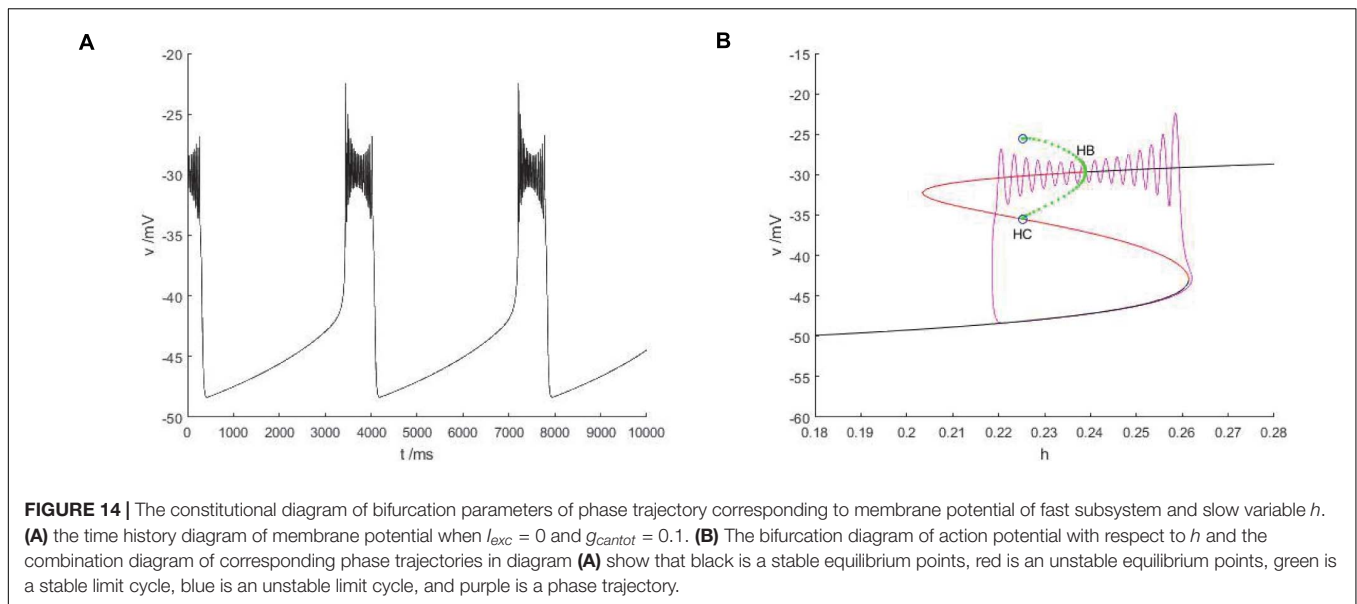 A
-20
-25
-30
-35
-40
-45
-50
v /mV
0 1000 2000 3000 4000 5000 6000 7000 8000 9000 10000
t /ms
B
-15
-20
-25
-30
-35
-40
-45
-50
-55
-60
v /mV
HB
HC
0.18 0.19 0.2 0.21 0.22 0.23 0.24 0.25 0.26 0.27 0.28
h
FIGURE 14 | The constitutional diagram of bifurcation parameters of phase trajectory corresponding to membrane potential of fast subsystem and slow variable h.
(A) the time history diagram of membrane potential when Iexc = 0 and gcantot = 0.1. (B) The bifurcation diagram of action potential with respect to h and the
combination diagram of corresponding phase trajectories in diagram (A) show that black is a stable equilibrium points, red is an unstable equilibrium points, green is
a stable limit cycle, blue is an unstable limit cycle, and purple is a phase trajectory.